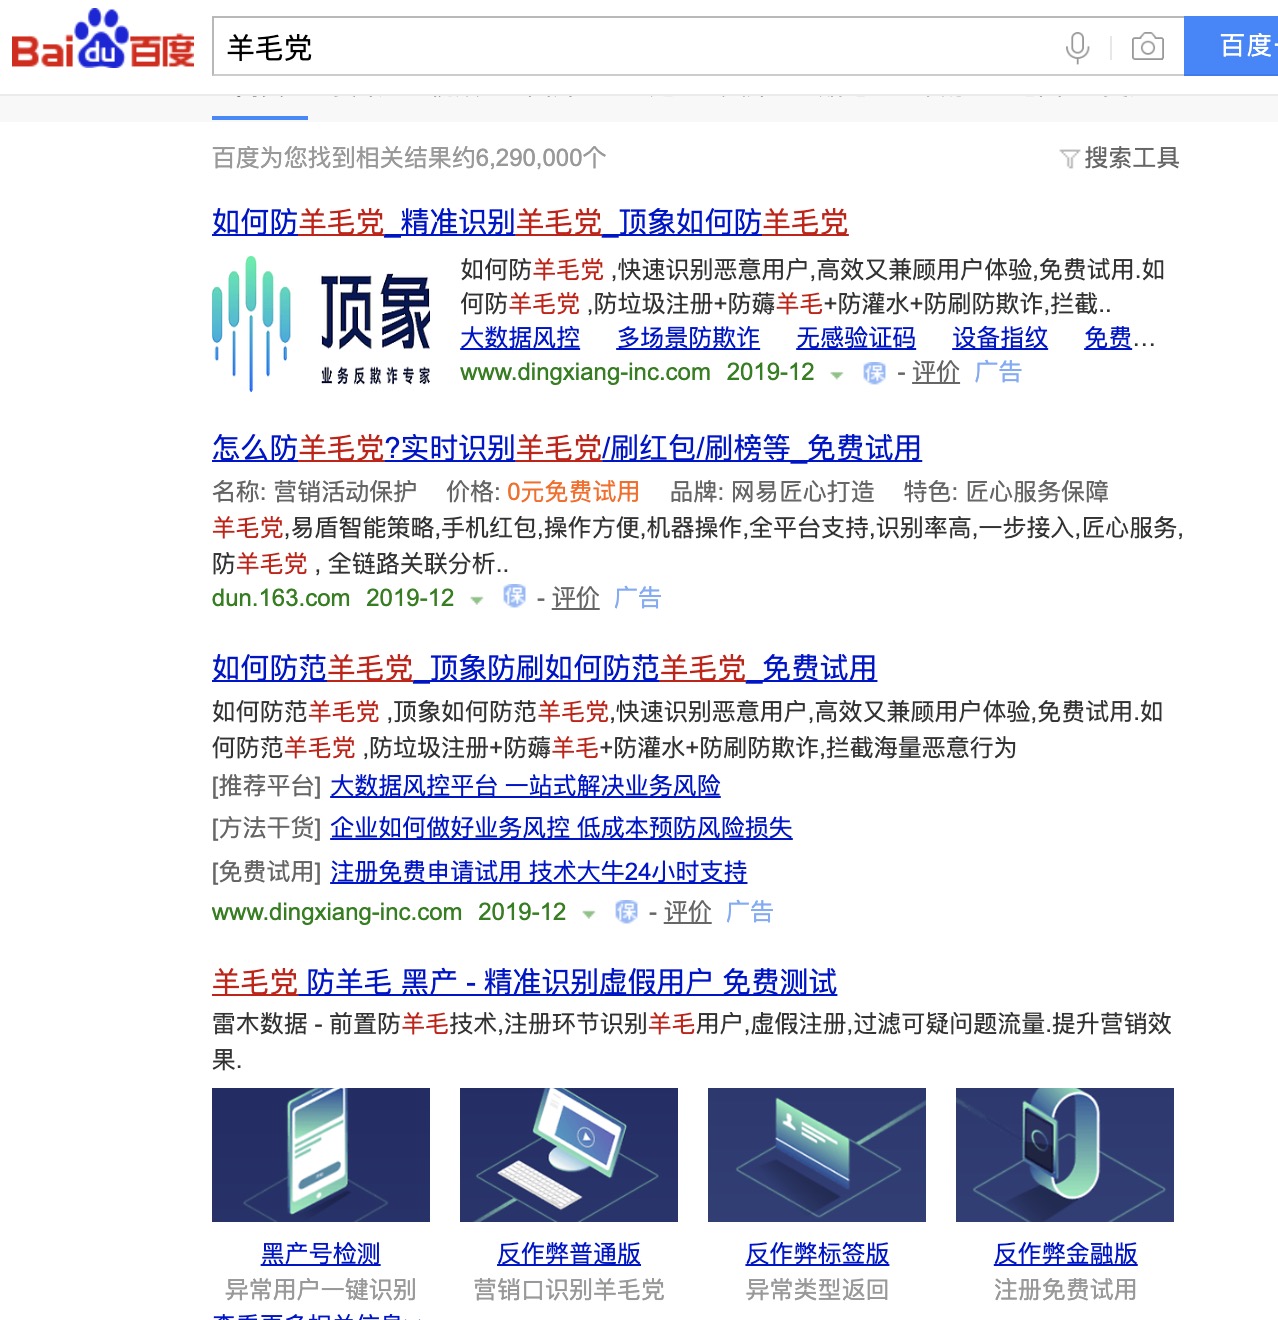 Baidu百度
羊毛党
百度一
百度为您找到相关结果约6,290,000个
搜索工具
如何防羊毛党_精准识别羊毛党_顶象如何防羊毛党
顶象
业务反欺诈专家
如何防羊毛党 ,快速识别恶意用户,高效又兼顾用户体验,免费试用.如
何防羊毛党 ,防垃圾注册+防薅羊毛+防灌水+防刷防欺诈,拦截..
大数据风控 多场景防欺诈 无感验证码 设备指纹 免费...
www.dingxiang-inc.com 2019-12 保 - 评价 广告
怎么防羊毛党?实时识别羊毛党/刷红包/刷榜等_免费试用
名称: 营销活动保护 价格: 0元免费试用 品牌: 网易匠心打造 特色: 匠心服务保障
羊毛党,易盾智能策略,手机红包,操作方便,机器操作,全平台支持,识别率高,一步接入,匠心服务,
防羊毛党 , 全链路关联分析..
dun.163.com 2019-12 保 - 评价 广告
如何防范羊毛党_顶象防刷如何防范羊毛党_免费试用
如何防范羊毛党 ,顶象如何防范羊毛党,快速识别恶意用户,高效又兼顾用户体验,免费试用.如
何防范羊毛党 ,防垃圾注册+防薅羊毛+防灌水+防刷防欺诈,拦截海量恶意行为
[推荐平台] 大数据风控平台 一站式解决业务风险
[方法干货] 企业如何做好业务风控 低成本预防风险损失
[免费试用] 注册免费申请试用 技术大牛24小时支持
www.dingxiang-inc.com 2019-12 保 - 评价 广告
羊毛党 防羊毛 黑产 - 精准识别虚假用户 免费测试
雷木数据 - 前置防羊毛技术,注册环节识别羊毛用户,虚假注册,过滤可疑问题流量.提升营销效
果.
黑产号检测 反作弊普通版 反作弊标签版 反作弊金融版
异常用户一键识别 营销口识别羊毛党 异常类型返回 注册免费试用
查看更多相关信息